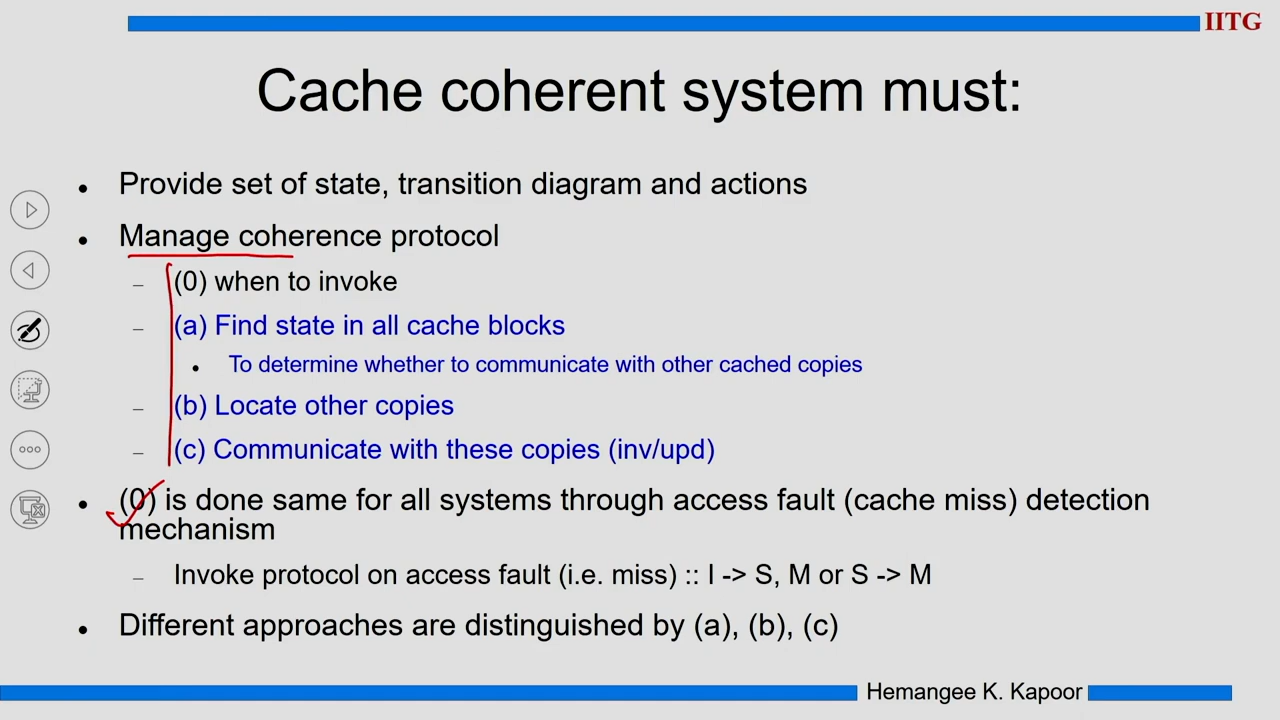 IITG
Cache coherent system must:
• Provide set of state, transition diagram and actions
• Manage coherence protocol
– (0) when to invoke
– (a) Find state in all cache blocks
• To determine whether to communicate with other cached copies
– (b) Locate other copies
– (c) Communicate with these copies (inv/upd)
• (0) is done same for all systems through access fault (cache miss) detection
mechanism
– Invoke protocol on access fault (i.e. miss) :: I -> S, M or S -> M
• Different approaches are distinguished by (a), (b), (c)
Hemangee K. Kapoor